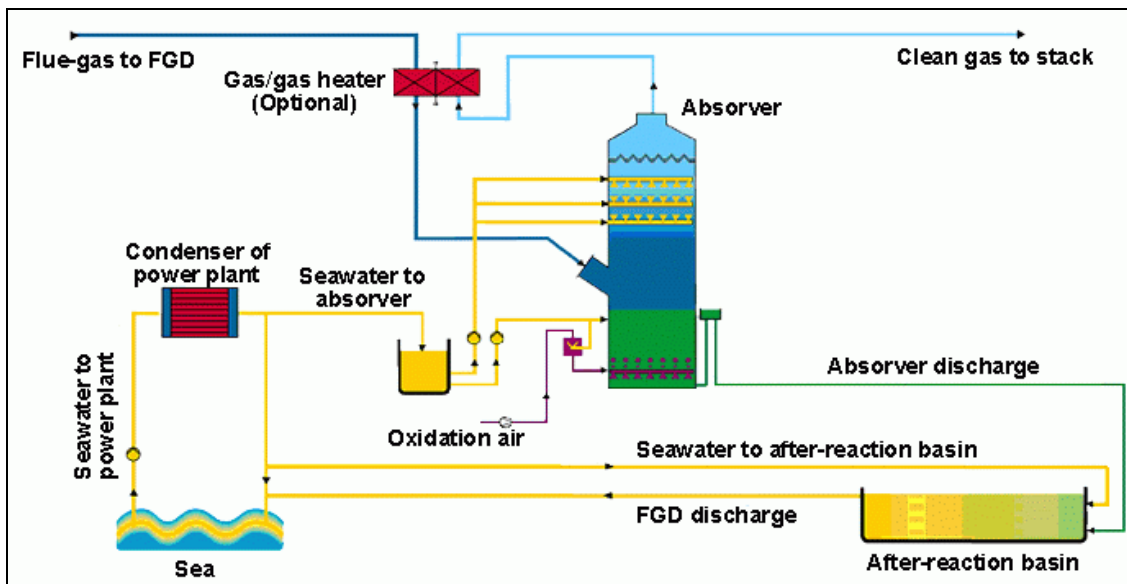 Flue-gas to FGD
Clean gas to stack
Gas/gas heater
(Optional)
Absorver
Condenser of
power plant
Seawater to
absorver
Seawater to
power plant
Absorver discharge
Oxidation air
Seawater to after-reaction basin
FGD discharge
After-reaction basin
Sea